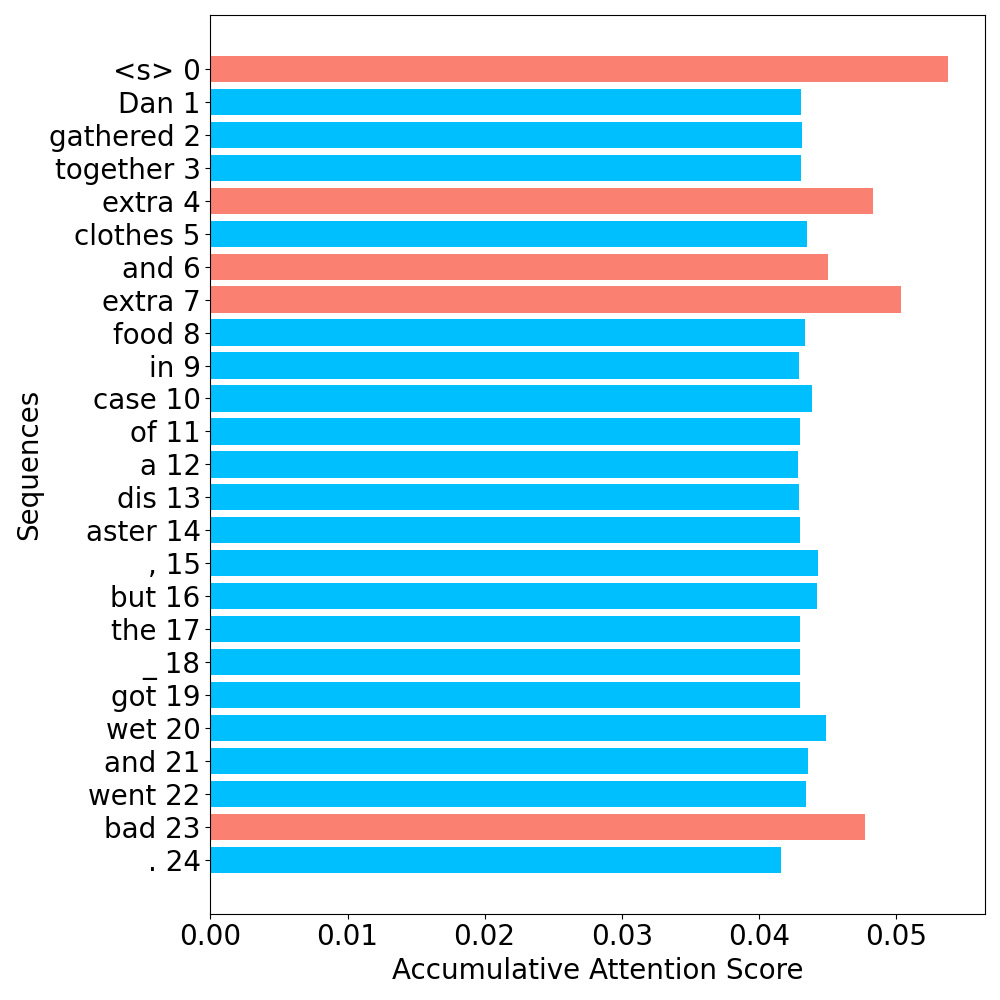 <s> 0
Dan 1
gathered 2
together 3
extra 4
clothes 5
and 6
extra 7
food 8
in 9
case 10
of 11
a 12
dis 13
aster 14
, 15
but 16
the 17
_ 18
got 19
wet 20
and 21
went 22
bad 23
. 24
Sequences
0.00 0.01 0.02 0.03 0.04 0.05
Accumulative Attention Score